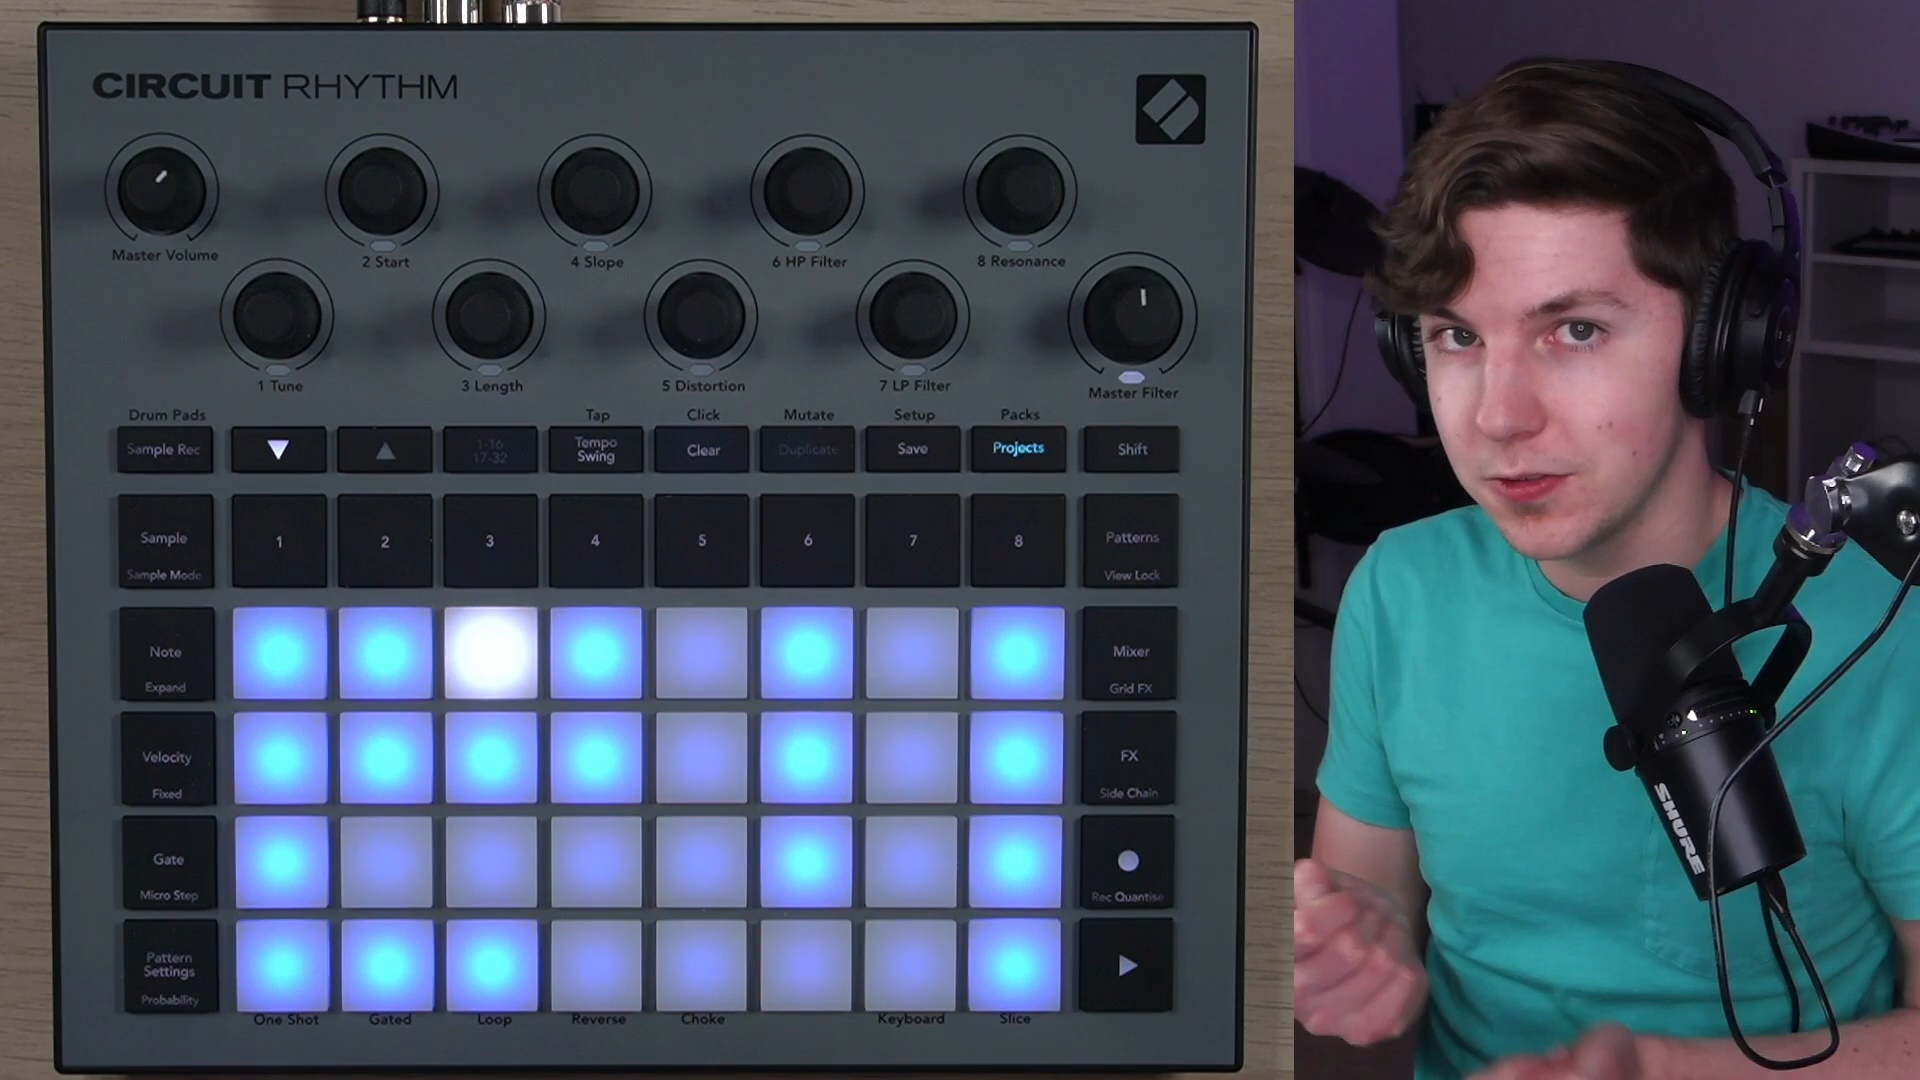 CIRCUIT RHYTHM
Master Volume
2 Start
4 Slope
6 HP Filter
8 Resonance
1 Tune
3 Length
5 Distortion
7 LP Filter
Master Filter
Drum Pads
Tap
Click
Mutate
Setup
Packs
Sample Rec
▼
▲
1-16
17-32
Tempo
Swing
Clear
Duplicate
Save
Projects
Shift
Sample
Sample Mode
1
2
3
4
5
6
7
8
Patterns
View Lock
Note
Expand
Mixer
Grid FX
Velocity
Fixed
FX
Side Chain
Gate
Micro Step
Rec Quantise
Pattern
Settings
Probability
One Shot
Gated
Loop
Reverse
Choke
Keyboard
Slice
SHURE